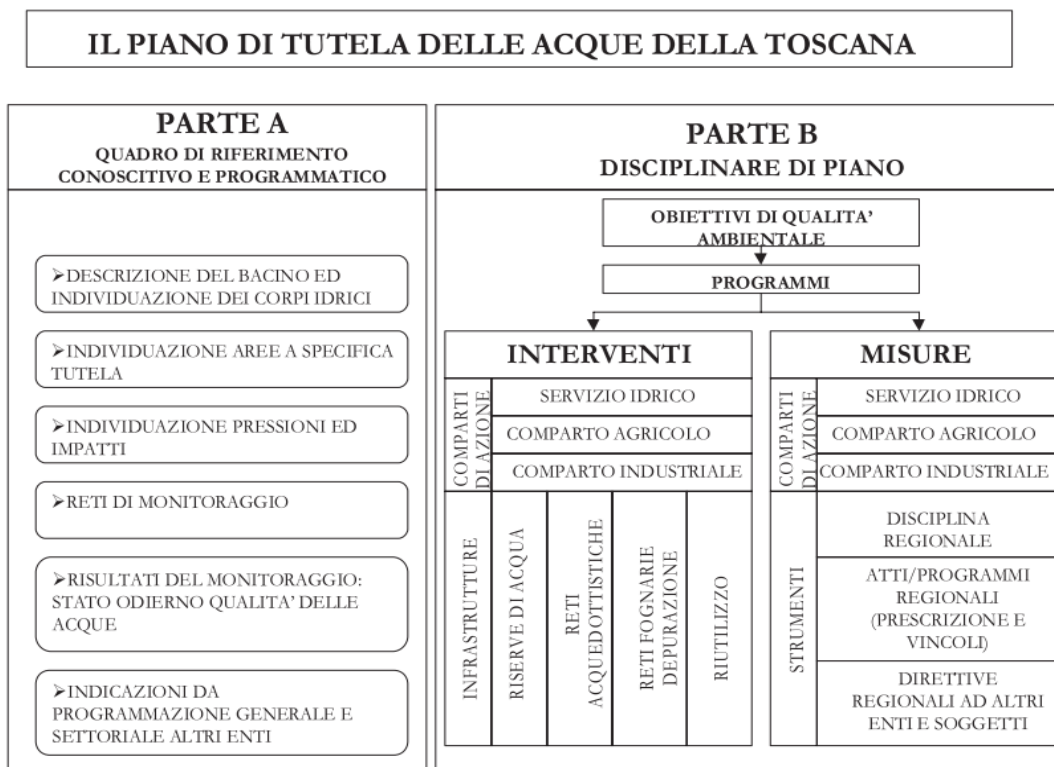 IL PIANO DI TUTELA DELLE ACQUE DELLA TOSCANA
PARTE A
QUADRO DI RIFERIMENTO
CONOSCITIVO E PROGRAMMATICO
➢DESCRIZIONE DEL BACINO ED
INDIVIDUAZIONE DEI CORPI IDRICI
➢INDIVIDUAZIONE AREE A SPECIFICA
TUTELA
➢INDIVIDUAZIONE PRESSIONI ED
IMPATTI
➢RETI DI MONITORAGGIO
➢RISULTATI DEL MONITORAGGIO:
STATO ODIERNO QUALITA' DELLE
ACQUE
➢INDICAZIONI DA
PROGRAMMAZIONE GENERALE E
SETTORIALE ALTRI ENTI
PARTE B
DISCIPLINARE DI PIANO
OBIETTIVI DI QUALITA'
AMBIENTALE
PROGRAMMI
INTERVENTI
COMPARTI
DI AZIONE
SERVIZIO IDRICO
COMPARTO AGRICOLO
COMPARTO INDUSTRIALE
INFRASTRUTTURE
RISERVE DI ACQUA
RETI
ACQUEDOTTISTICHE
RETI FOGNARIE
DEPURAZIONE
RIUTILIZZO
MISURE
COMPARTI
DI AZIONE
SERVIZIO IDRICO
COMPARTO AGRICOLO
COMPARTO INDUSTRIALE
STRUMENTI
DISCIPLINA
REGIONALE
ATTI/PROGRAMMI
REGIONALI
(PRESCRIZIONE E
VINCOLI)
DIRETTIVE
REGIONALI AD ALTRI
ENTI E SOGGETTI